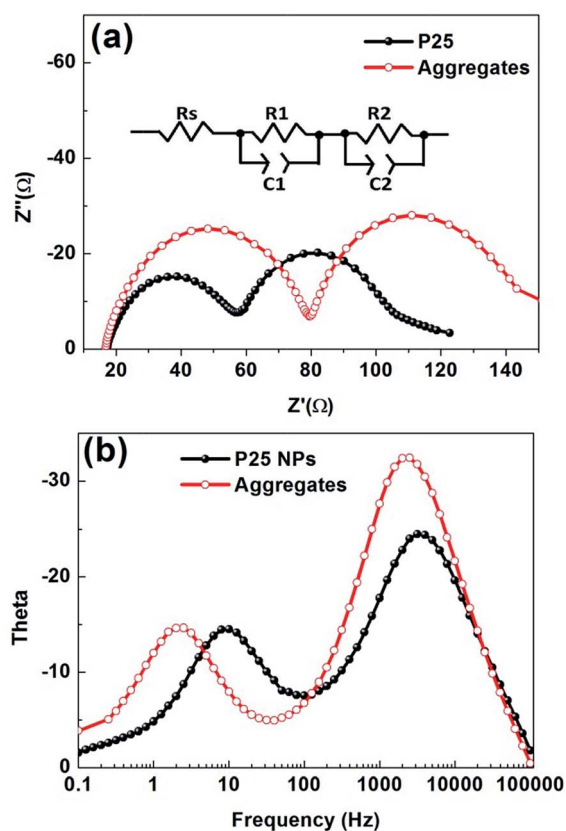 (a)
P25
Aggregates
Rs R1 R2
C1 C2
-60
-40
-20
0
20 40 60 80 100 120 140
Z''(Ω)
Z'(Ω)
(b)
P25 NPs
Aggregates
-30
-20
-10
0
0.1 1 10 100 1000 10000 100000
Theta
Frequency (Hz)